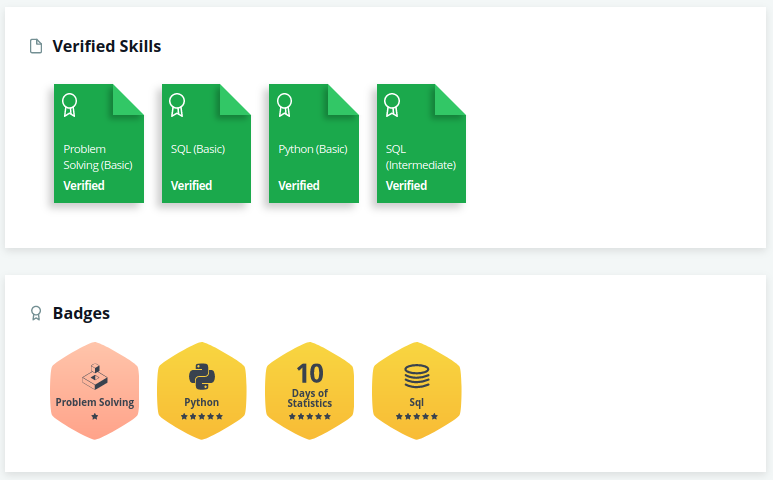 Verified Skills
Problem
Solving (Basic)
Verified
SQL (Basic)
Verified
Python (Basic)
Verified
SQL
(Intermediate)
Verified
Badges
Problem Solving
Python
10
Days of
Statistics
Sql